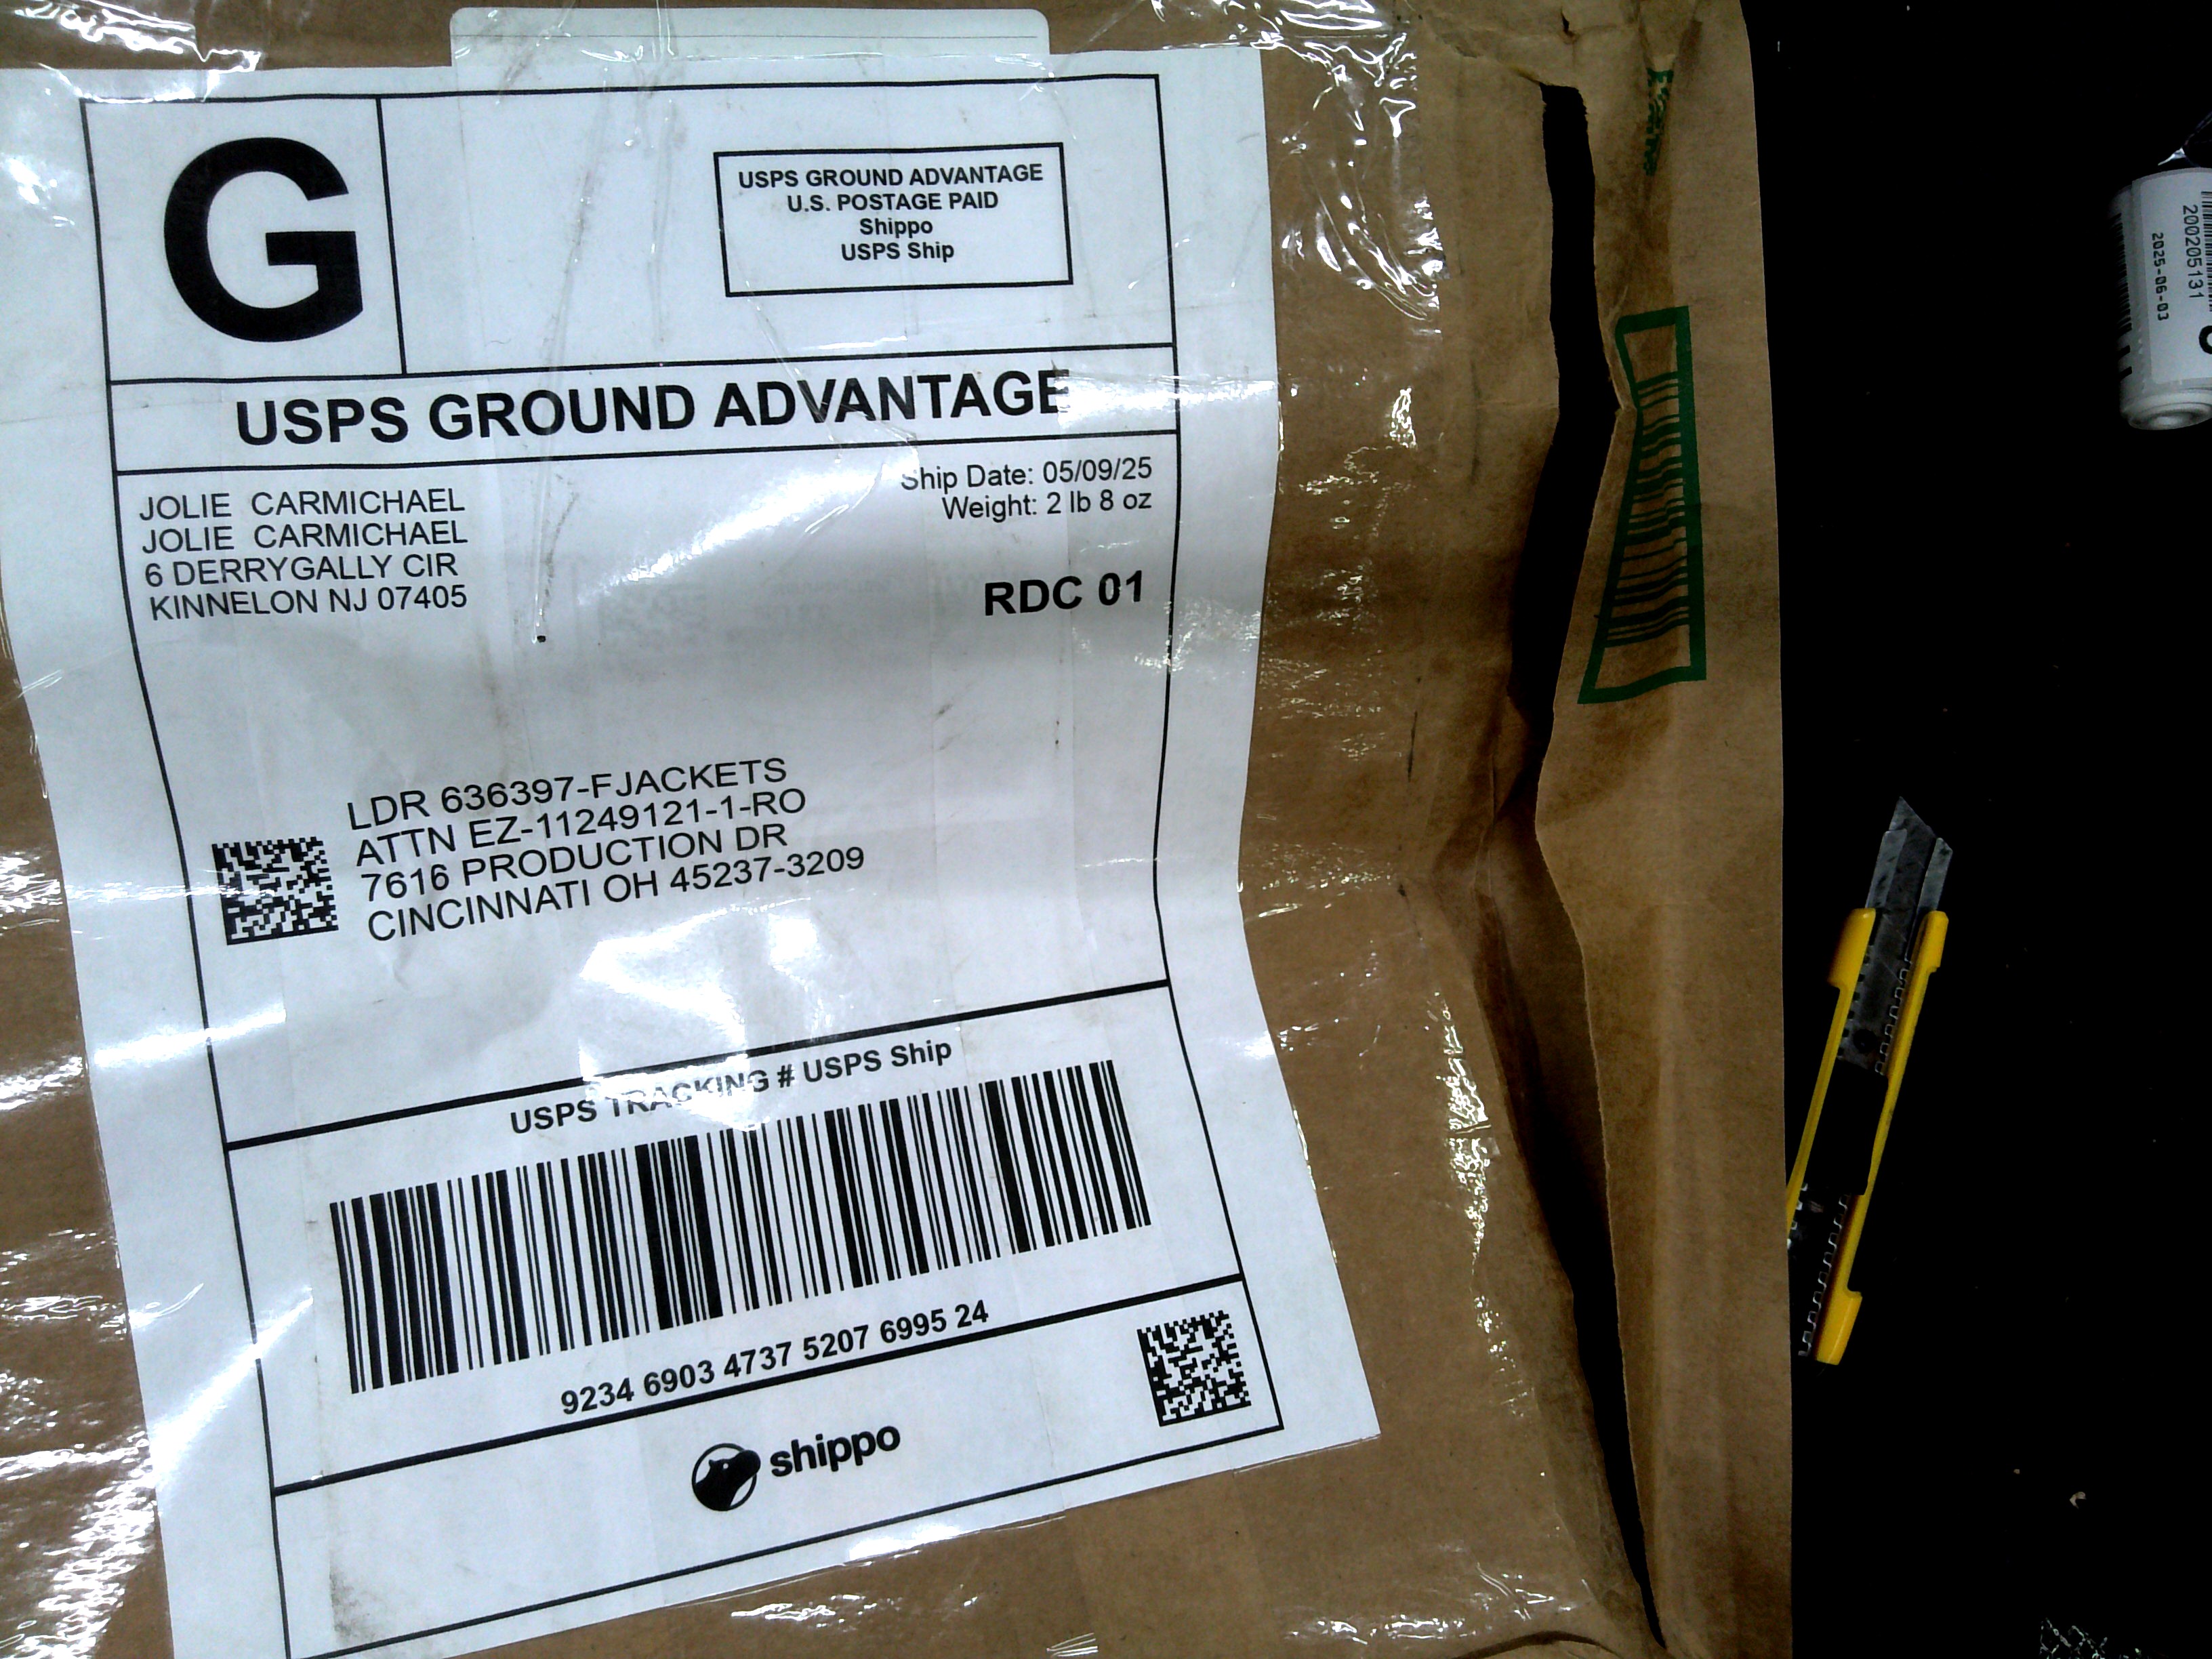 G
USPS GROUND ADVANTAGE
U.S. POSTAGE PAID
Shippo
USPS Ship
USPS GROUND ADVANTAGE
JOLIE CARMICHAEL
JOLIE CARMICHAEL
6 DERRYGALLY CIR
KINNELON NJ 07405
Ship Date: 05/09/25
Weight: 2 lb 8 oz
RDC 01
LDR 636397-FJACKETS
ATTN EZ-11249121-1-RO
7616 PRODUCTION DR
CINCINNATI OH 45237-3209
USPS TRACKING # USPS Ship
9234 6903 4737 5207 6995 24
shippo
200205131
2025-06-03